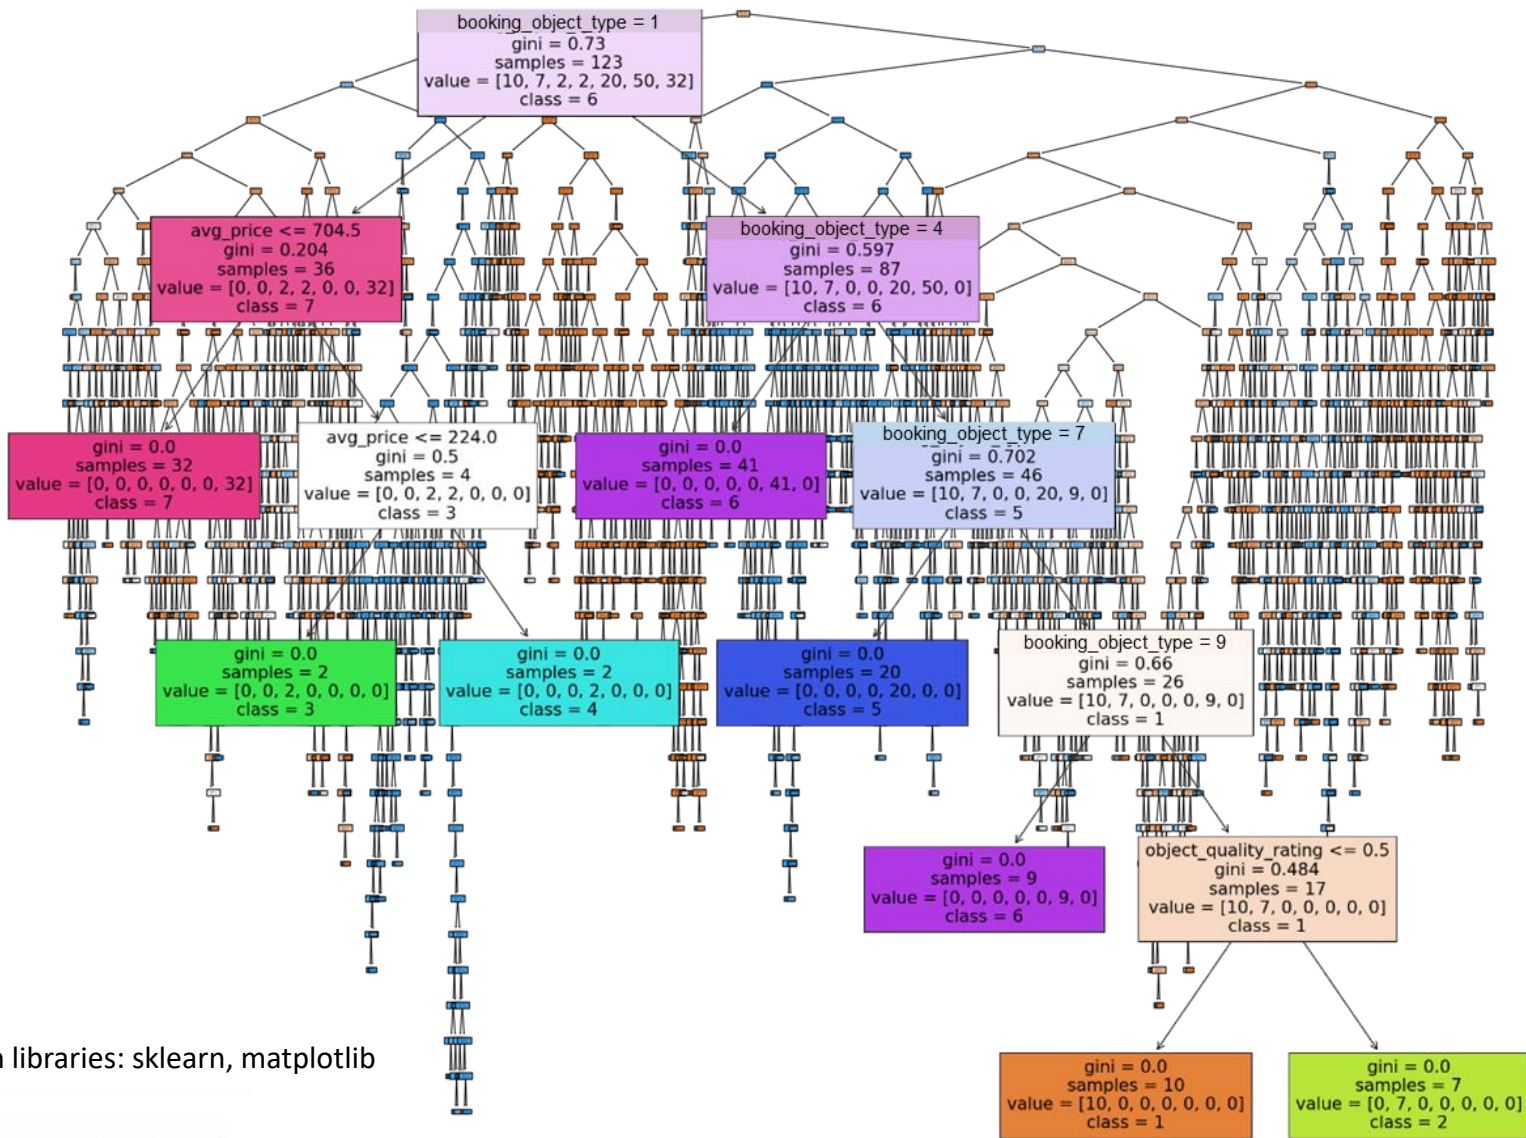 booking_object_type = 1
gini = 0.73
samples = 123
value = [10, 7, 2, 2, 20, 50, 32]
class = 6
avg_price <= 704.5
gini = 0.204
samples = 36
value = [0, 0, 2, 2, 0, 0, 32]
class = 7
booking_object_type = 4
gini = 0.597
samples = 87
value = [10, 7, 0, 0, 20, 50, 0]
class = 6
gini = 0.0
samples = 32
value = [0, 0, 0, 0, 0, 0, 32]
class = 7
avg_price <= 224.0
gini = 0.5
samples = 4
value = [0, 0, 2, 2, 0, 0, 0]
class = 3
gini = 0.0
samples = 41
value = [0, 0, 0, 0, 0, 41, 0]
class = 6
booking_object_type = 7
gini = 0.702
samples = 46
value = [10, 7, 0, 0, 20, 9, 0]
class = 5
gini = 0.0
samples = 2
value = [0, 0, 2, 0, 0, 0, 0]
class = 3
gini = 0.0
samples = 2
value = [0, 0, 0, 2, 0, 0, 0]
class = 4
gini = 0.0
samples = 20
value = [0, 0, 0, 0, 20, 0, 0]
class = 5
booking_object_type = 9
gini = 0.66
samples = 26
value = [10, 7, 0, 0, 0, 9, 0]
class = 1
gini = 0.0
samples = 9
value = [0, 0, 0, 0, 0, 9, 0]
class = 6
object_quality_rating <= 0.5
gini = 0.484
samples = 17
value = [10, 7, 0, 0, 0, 0, 0]
class = 1
libraries: sklearn, matplotlib
gini = 0.0
samples = 10
value = [10, 0, 0, 0, 0, 0, 0]
class = 1
gini = 0.0
samples = 7
value = [0, 7, 0, 0, 0, 0, 0]
class = 2